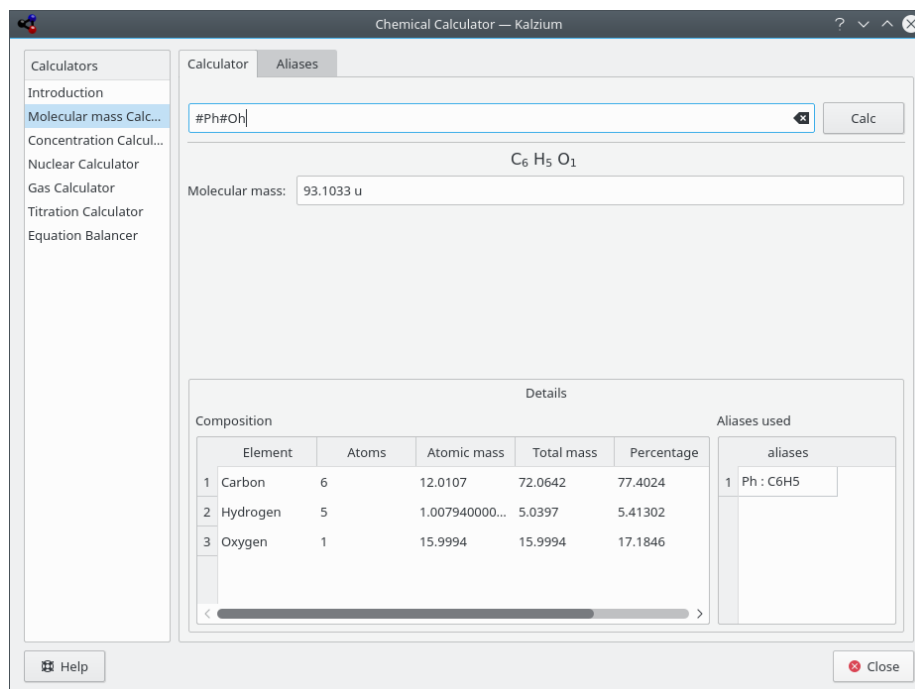 Chemical Calculator — Kalzium
Calculators
Introduction
Molecular mass Calc...
Concentration Calcul...
Nuclear Calculator
Gas Calculator
Titration Calculator
Equation Balancer
Calculator Aliases
#Ph#Oh Calc
C₆ H₅ O₁
Molecular mass: 93.1033 u
Details
Composition
Element Atoms Atomic mass Total mass Percentage
1 Carbon 6 12.0107 72.0642 77.4024
2 Hydrogen 5 1.007940000... 5.0397 5.41302
3 Oxygen 1 15.9994 15.9994 17.1846
Aliases used
aliases
1 Ph : C6H5
Help
Close